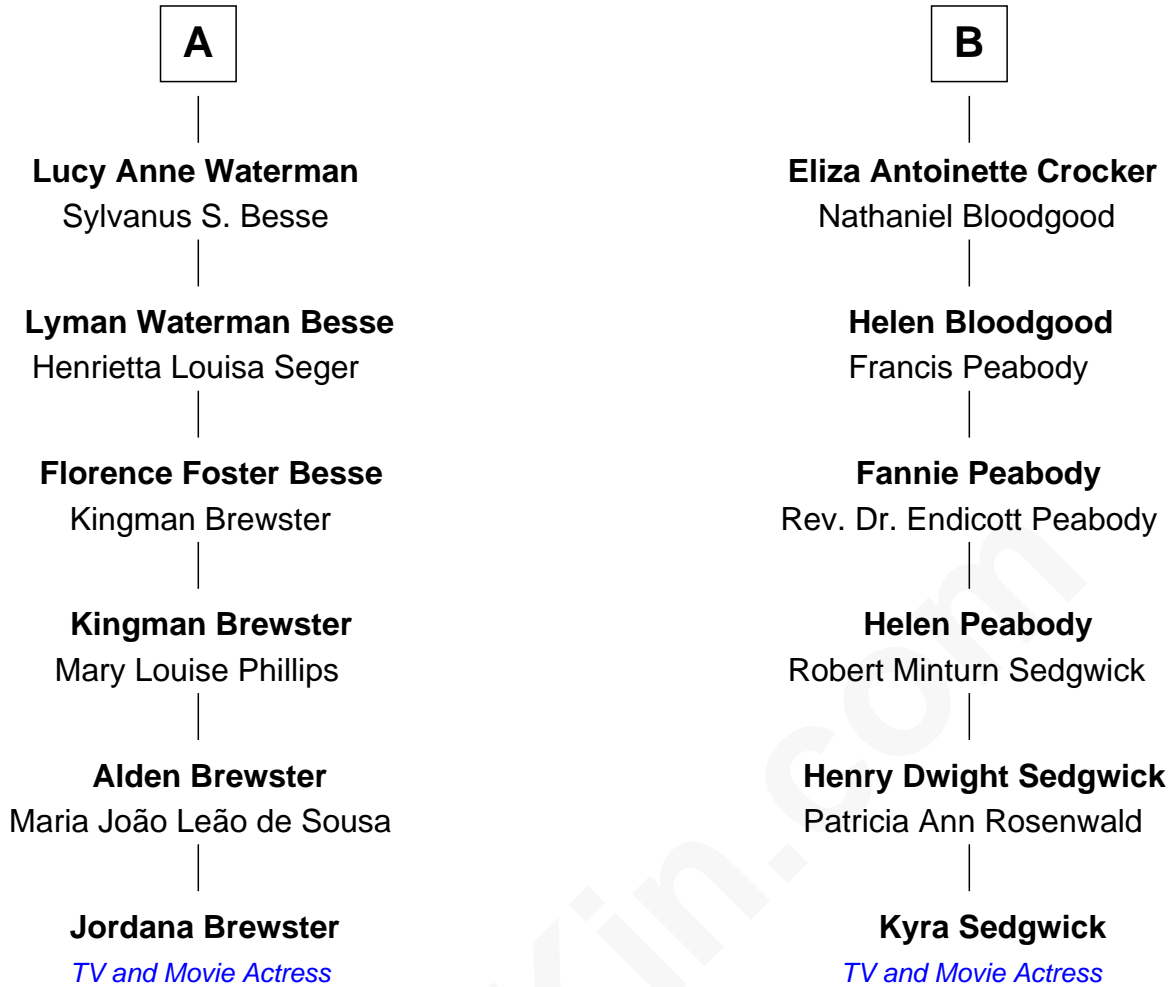 A
Lucy Anne Waterman
Sylvanus S. Besse
Lyman Waterman Besse
Henrietta Louisa Seger
Florence Foster Besse
Kingman Brewster
Kingman Brewster
Mary Louise Phillips
Alden Brewster
Maria João Leão de Sousa
Jordana Brewster
TV and Movie Actress
B
Eliza Antoinette Crocker
Nathaniel Bloodgood
Helen Bloodgood
Francis Peabody
Fannie Peabody
Rev. Dr. Endicott Peabody
Helen Peabody
Robert Minturn Sedgwick
Henry Dwight Sedgwick
Patricia Ann Rosenwald
Kyra Sedgwick
TV and Movie Actress
Kin.com